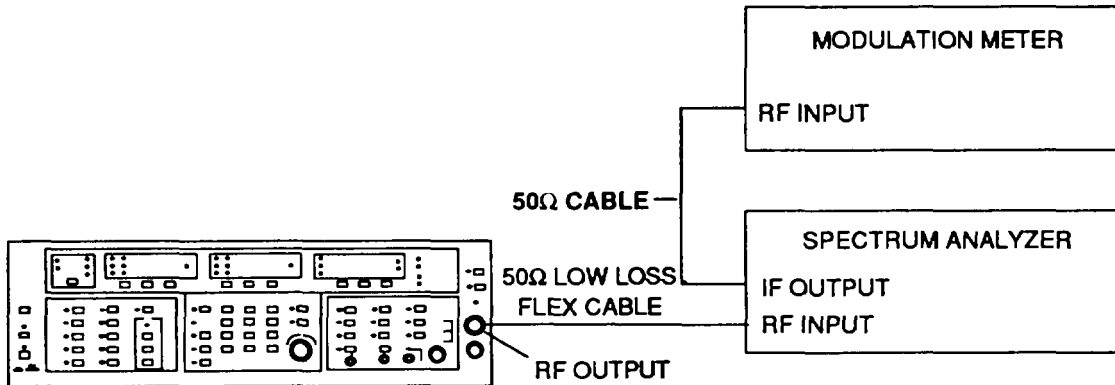 MODULATION METER
RF INPUT
50Ω CABLE
SPECTRUM ANALYZER
50Ω LOW LOSS
FLEX CABLE
IF OUTPUT
RF INPUT
RF OUTPUT